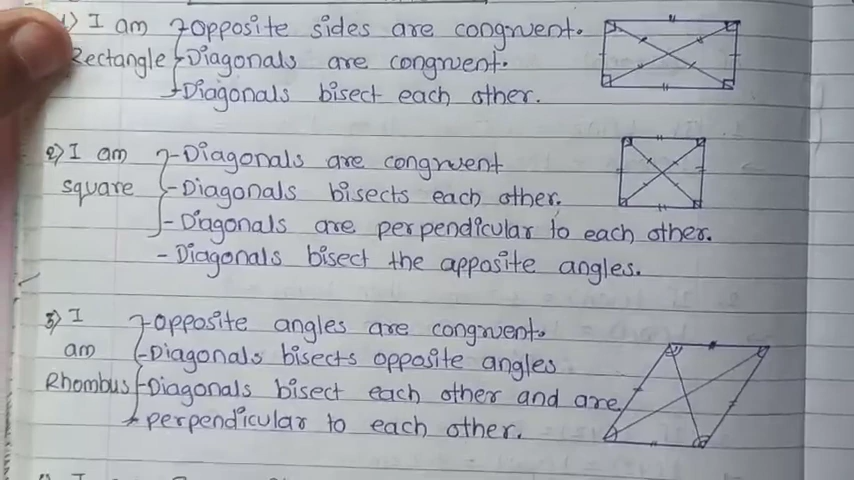 1) I am - opposite sides are congruent.
Rectangle - Diagonals are congruent.
- Diagonals bisect each other.
2) I am - Diagonals are congruent
square - Diagonals bisects each other.
- Diagonals are perpendicular to each other.
- Diagonals bisect the apposite angles.
3) I - opposite angles are congruent.
am - Diagonals bisects opposite angles
Rhombus - Diagonals bisect each other and are
perpendicular to each other.